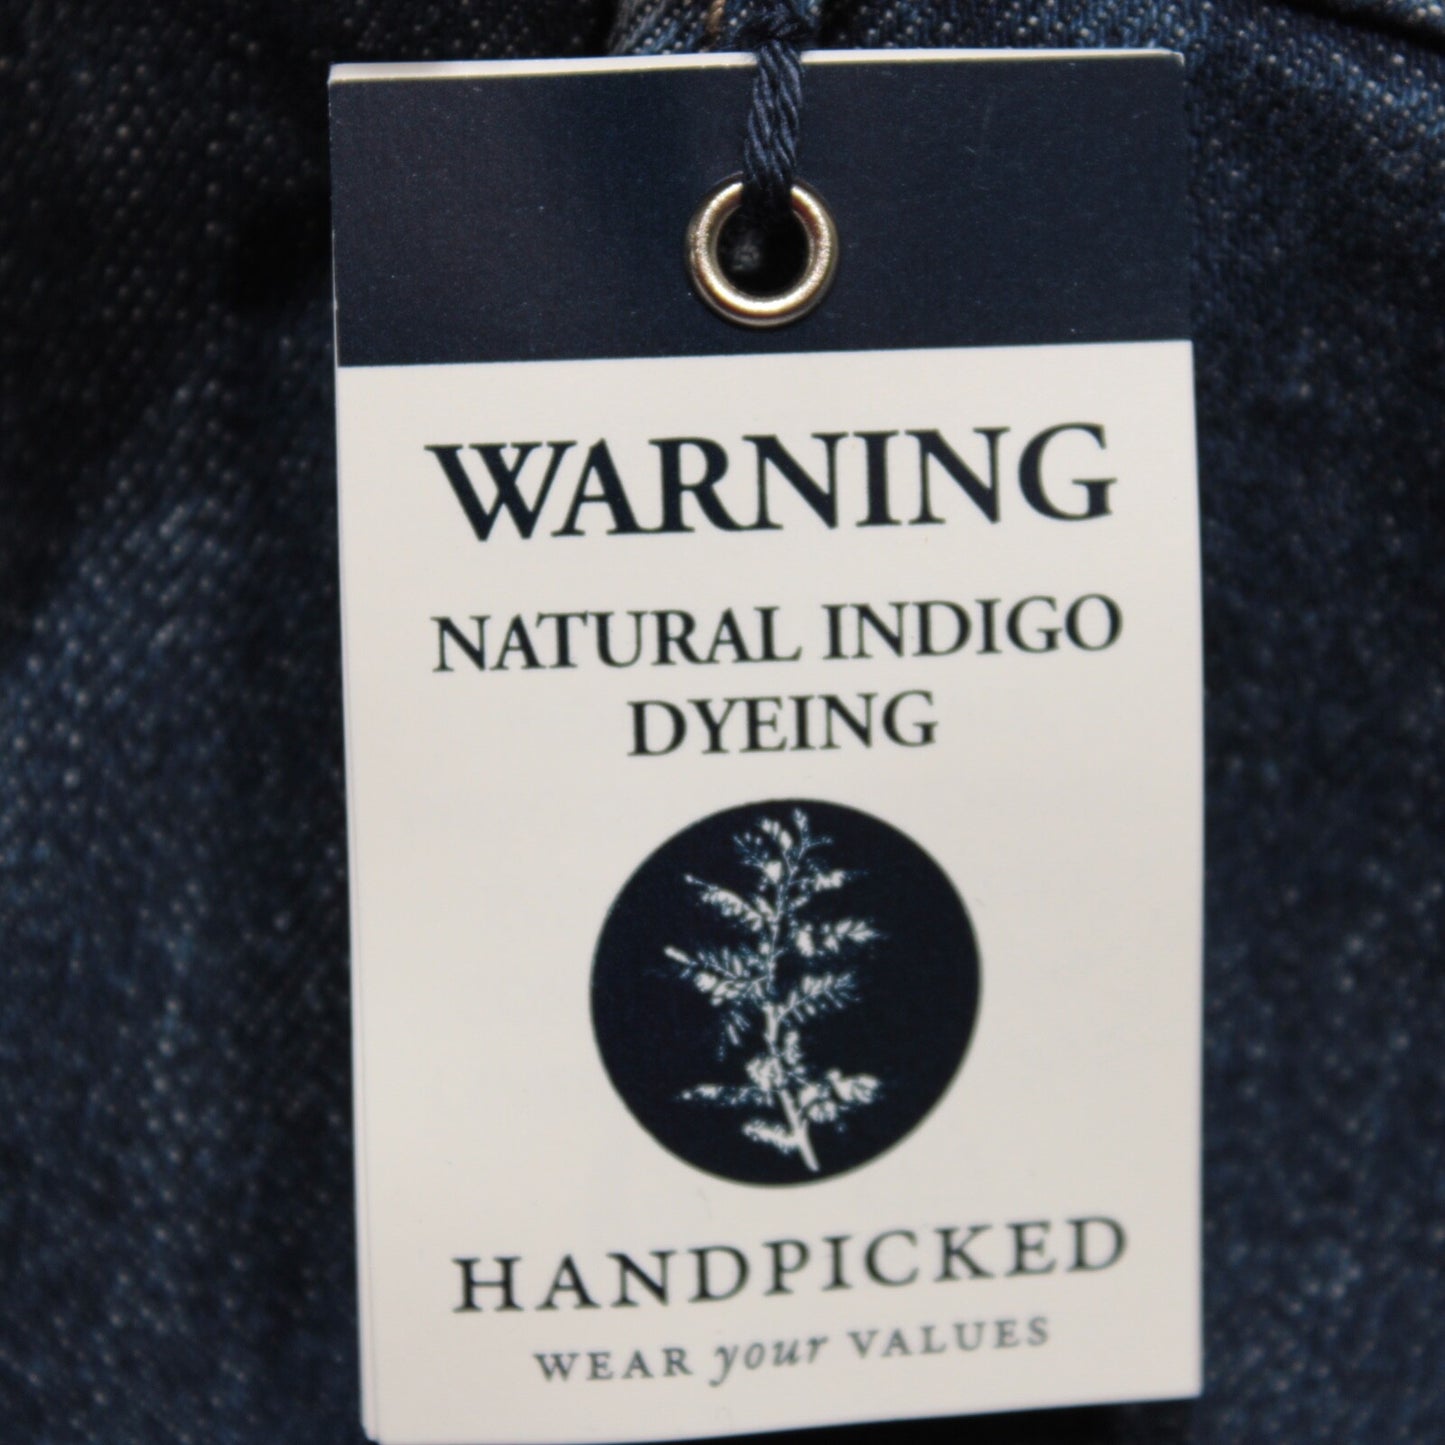 WARNING
NATURAL INDIGO
DYEING
HANDPICKED
WEAR your VALUES